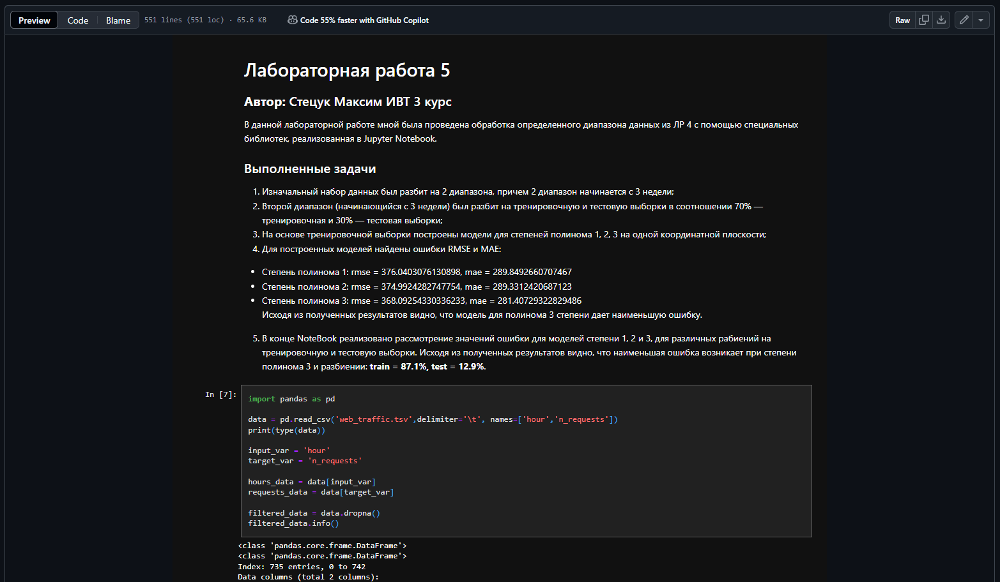 Preview Code Blame 551 lines (551 loc) · 65.6 KB Code 55% faster with GitHub Copilot Raw
Лабораторная работа 5
Автор: Стецук Максим ИВТ 3 курс
В данной лабораторной работе мной была проведена обработка определенного диапазона данных из ЛР 4 с помощью специальных
библиотек, реализованная в Jupyter Notebook.
Выполненные задачи
1. Изначальный набор данных был разбит на 2 диапазона, причем 2 диапазон начинается с 3 недели;
2. Второй диапазон (начинающийся с 3 недели) был разбит на тренировочную и тестовую выборки в соотношении 70% —
тренировочная и 30% — тестовая выборки;
3. На основе тренировочной выборки построены модели для степеней полинома 1, 2, 3 на одной координатной плоскости;
4. Для построенных моделей найдены ошибки RMSE и MAE:
• Степень полинома 1: rmse = 376.0403076130898, mae = 289.8492660707467
• Степень полинома 2: rmse = 374.9924282747754, mae = 289.3312420687123
• Степень полинома 3: rmse = 368.09254330336233, mae = 281.40729322829486
Исходя из полученных результатов видно, что модель для полинома 3 степени дает наименьшую ошибку.
5. В конце NoteBook реализовано рассмотрение значений ошибки для моделей степени 1, 2 и 3, для различных рабиений на
тренировочную и тестовую выборки. Исходя из полученных результатов видно, что наименьшая ошибка возникает при степени
полинома 3 и разбиении: train = 87.1%, test = 12.9%.
In [7]:
import pandas as pd
data = pd.read_csv('web_traffic.tsv',delimiter='\t', names=['hour','n_requests'])
print(type(data))
input_var = 'hour'
target_var = 'n_requests'
hours_data = data[input_var]
requests_data = data[target_var]
filtered_data = data.dropna()
filtered_data.info()
<class 'pandas.core.frame.DataFrame'>
<class 'pandas.core.frame.DataFrame'>
Index: 735 entries, 0 to 742
Data columns (total 2 columns):